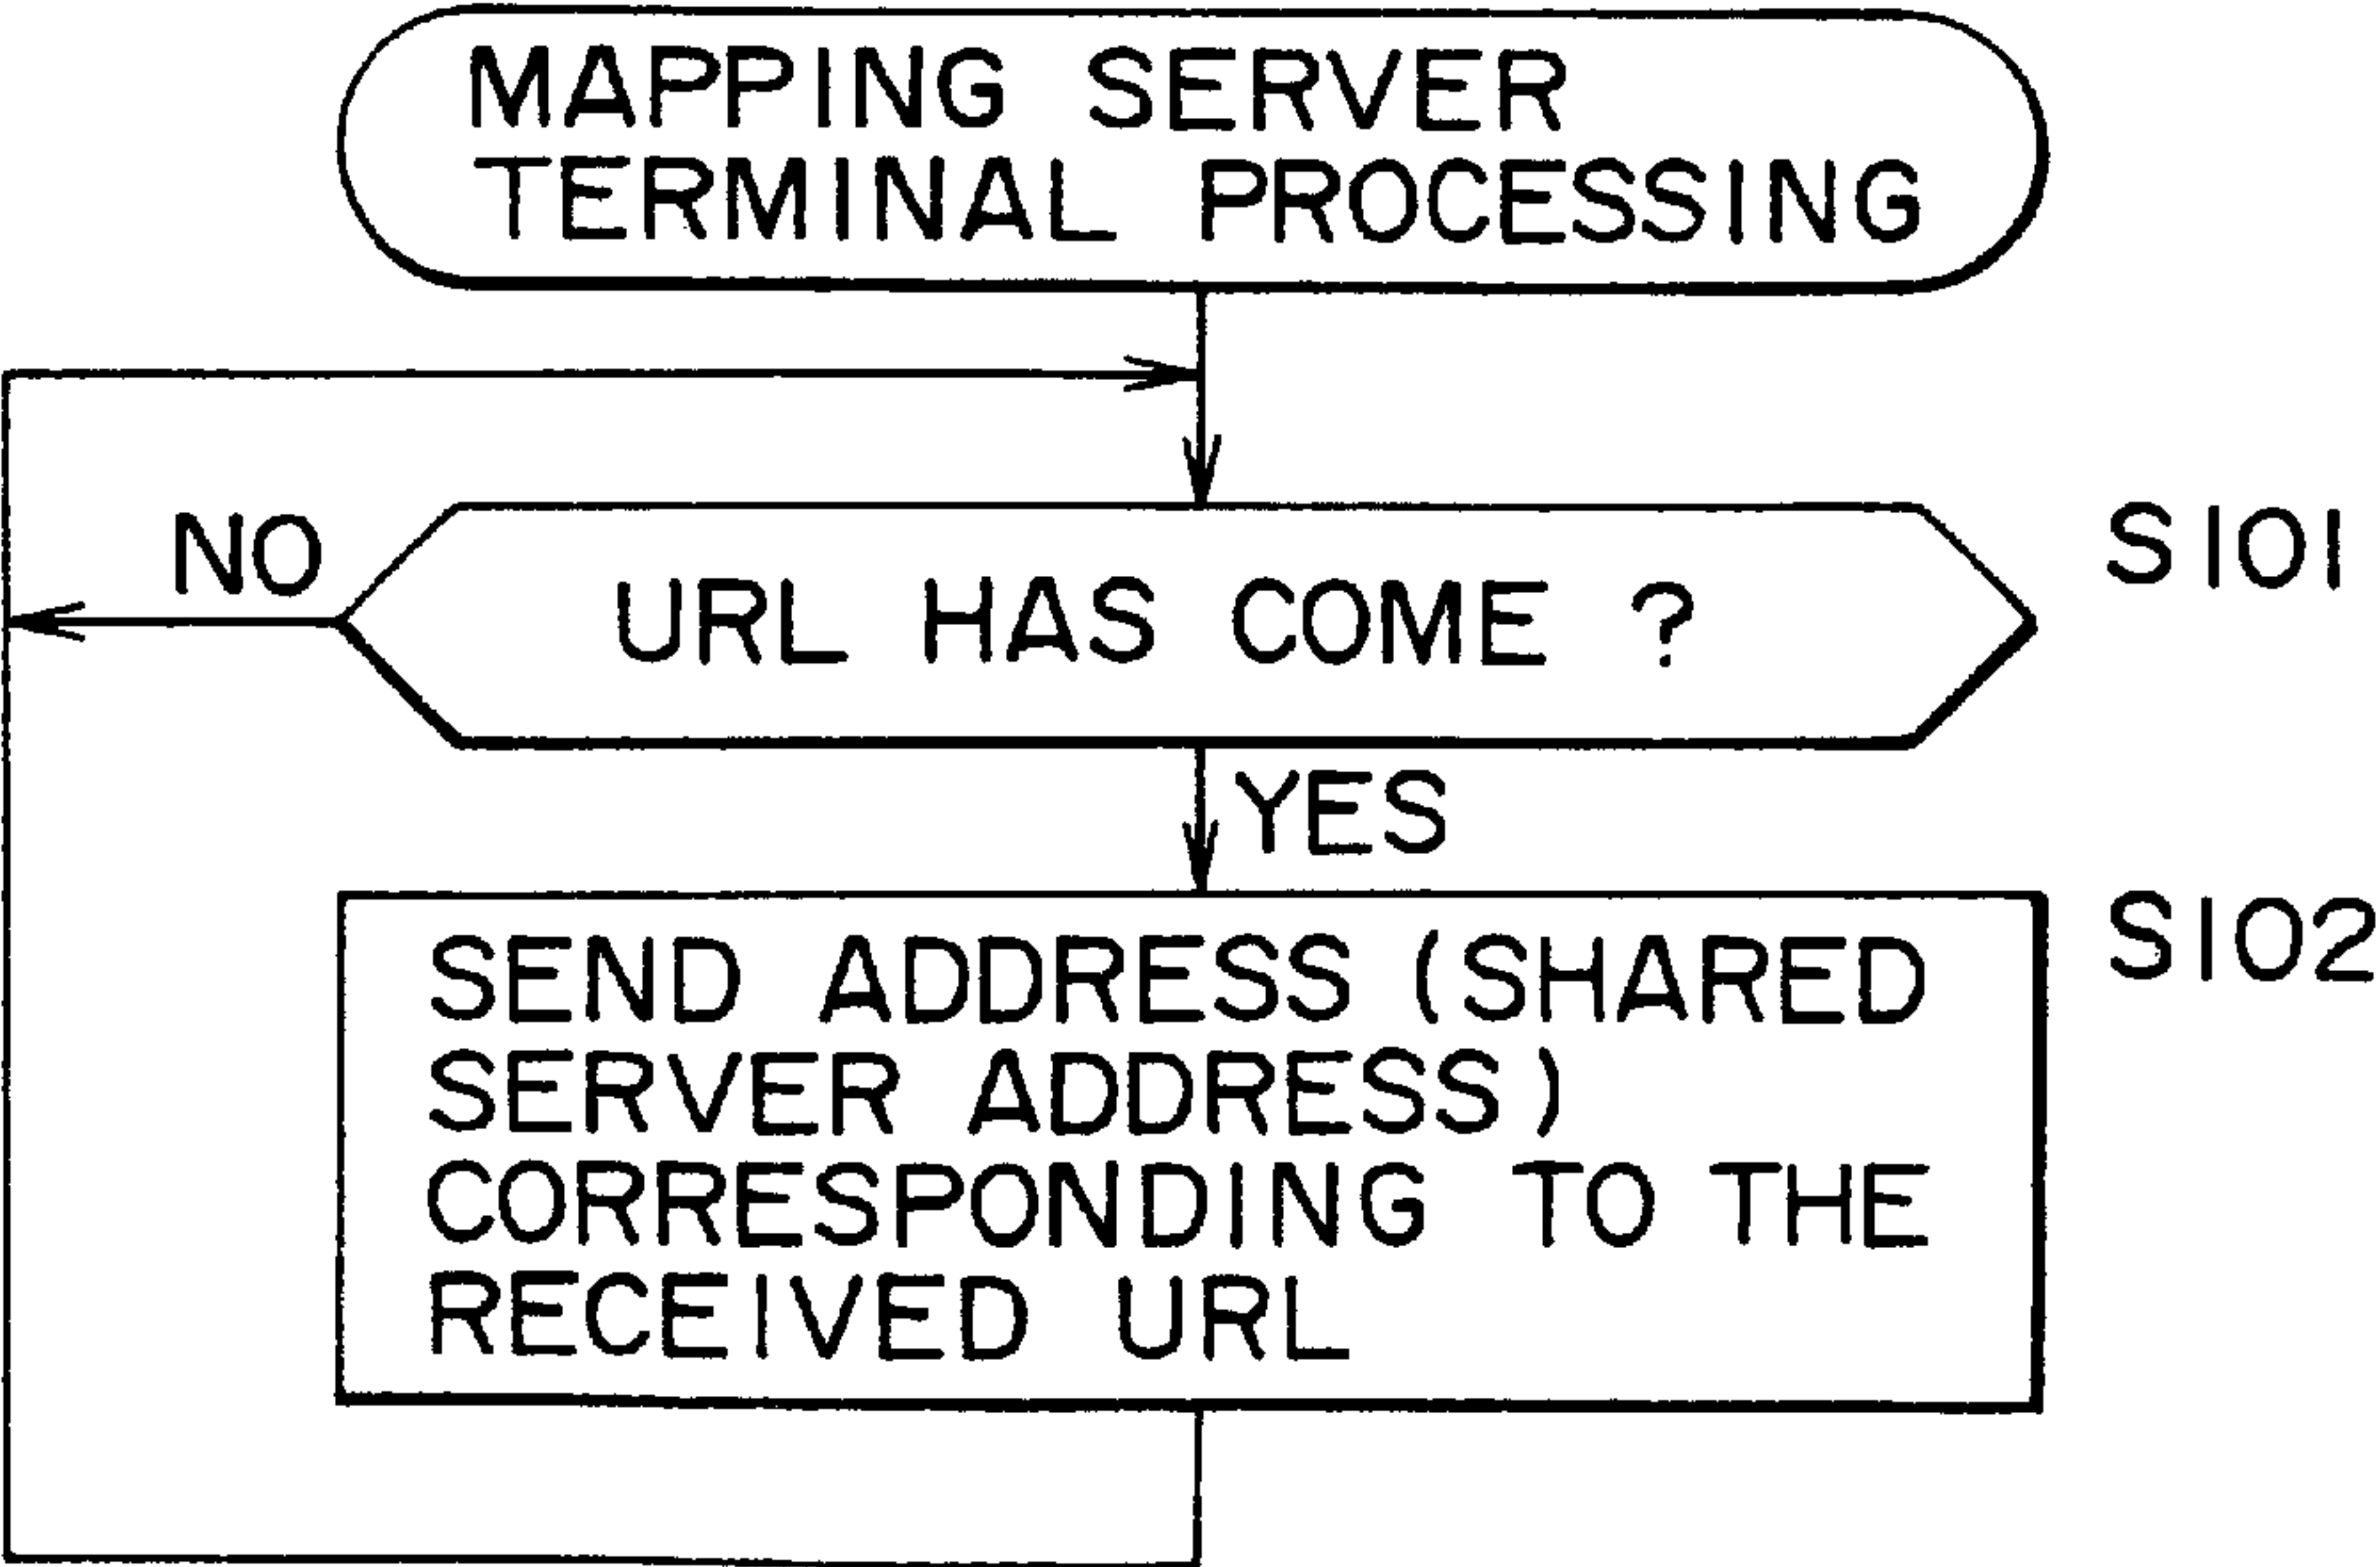 MAPPING SERVER
TERMINAL PROCESSING
NO
URL HAS COME ?
S101
YES
SEND ADDRESS (SHARED
SERVER ADDRESS)
CORRESPONDING TO THE
RECEIVED URL
S102